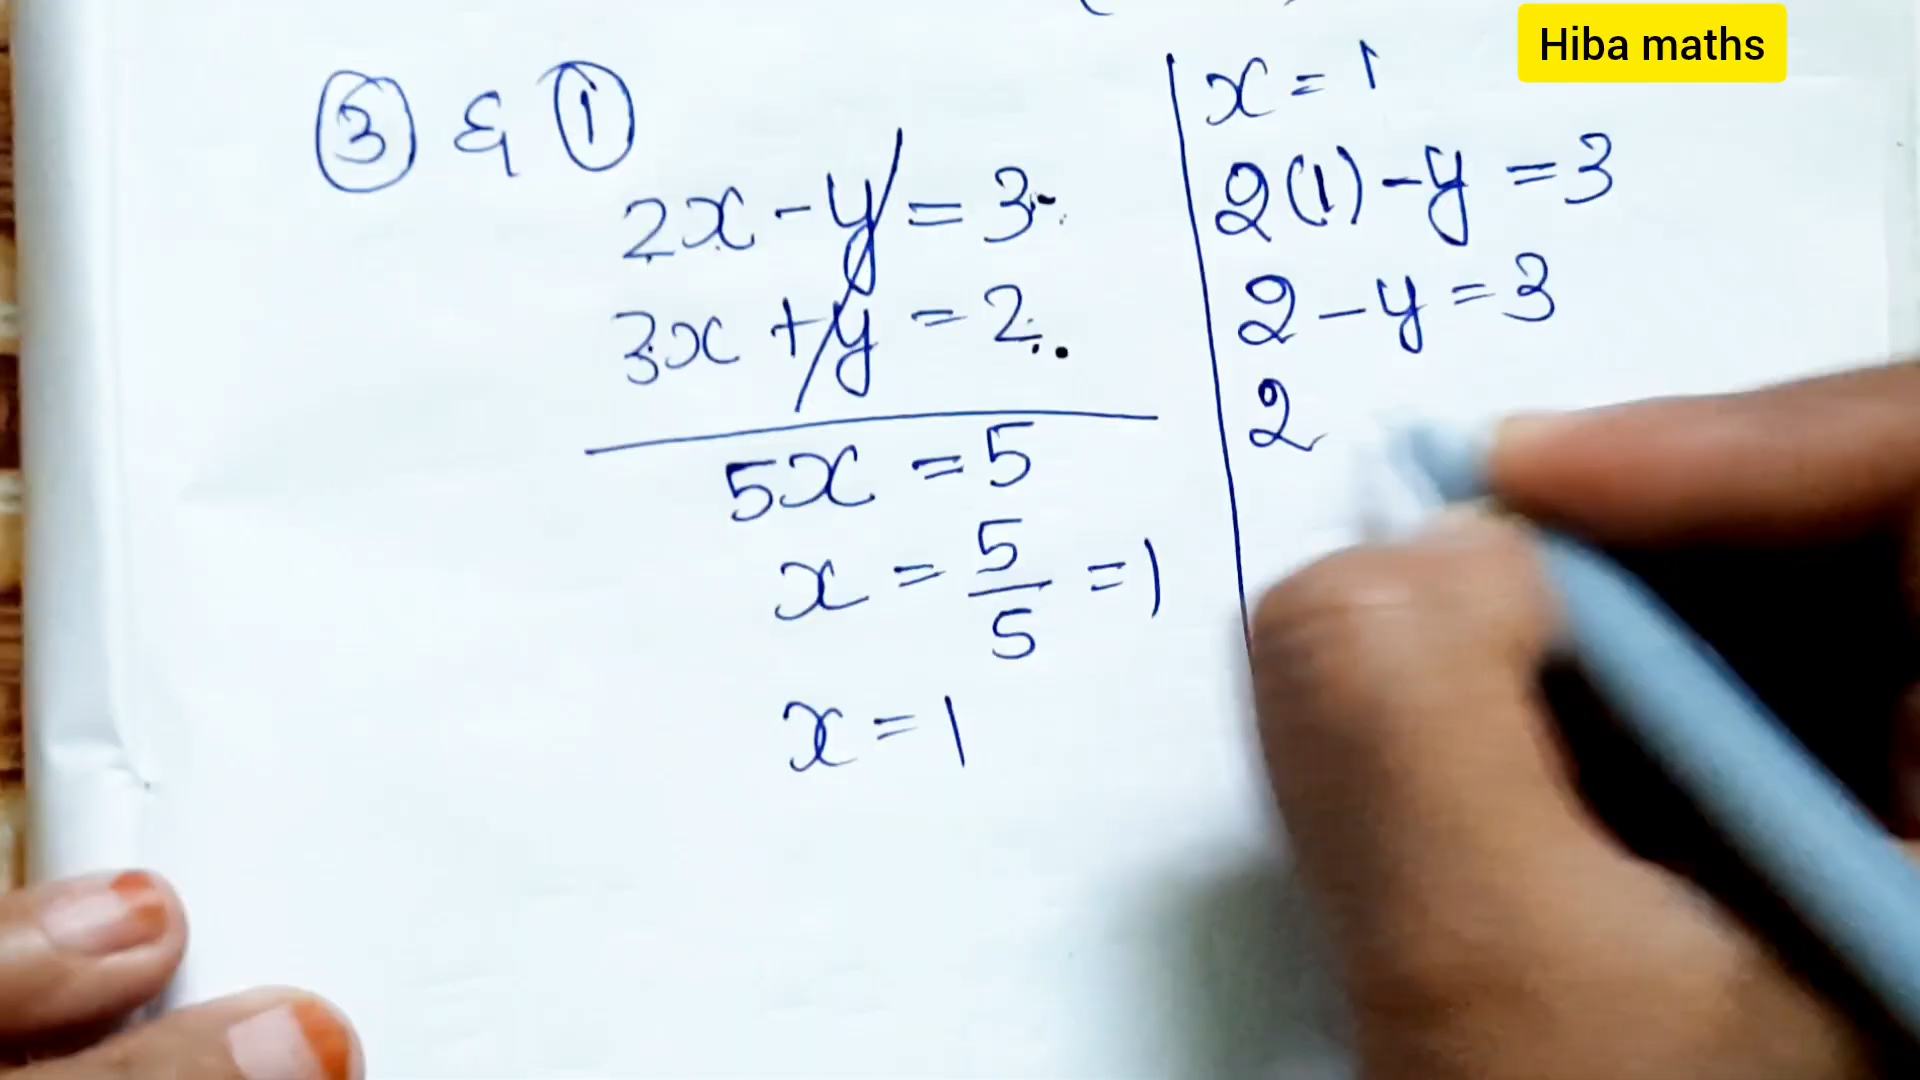 Hiba maths
③ & ①
2x - y = 3
3x + y = 2
5x = 5
x = 5/5 = 1
x = 1
x = 1
2(1) - y = 3
2 - y = 3
2